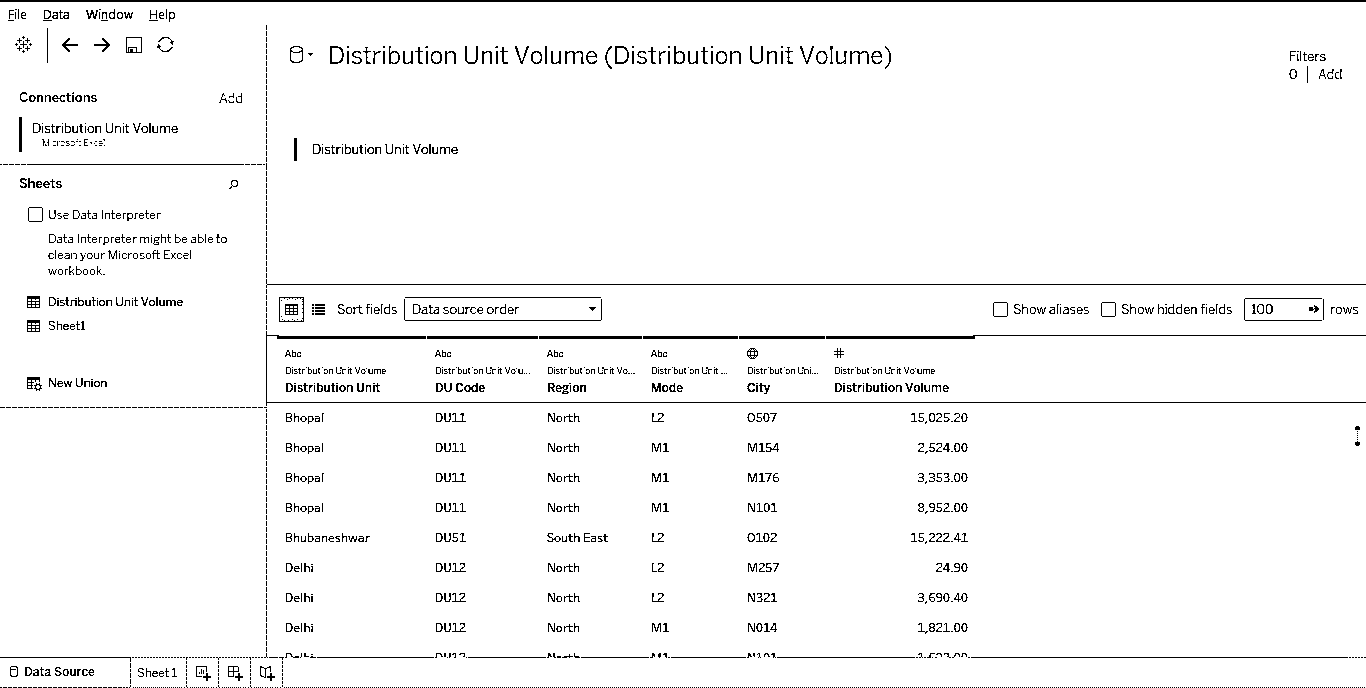 File Data Window Help
Distribution Unit Volume (Distribution Unit Volume)
Filters
0 | Add
Connections Add
Distribution Unit Volume
Microsoft Excel
Distribution Unit Volume
Sheets
Use Data Interpreter
Data Interpreter might be able to
clean your Microsoft Excel
workbook.
Distribution Unit Volume
Sheet1
New Union
Sort fields Data source order Show aliases Show hidden fields 100 rows
Abc Abc Abc Abc #
Distribution Unit Volume Distribution Unit Volu... Distribution Unit Vo... Distribution Unit ... Distribution Uni... Distribution Unit Volume
Distribution Unit DU Code Region Mode City Distribution Volume
Bhopal DU11 North L2 O507 15,025.20
Bhopal DU11 North M1 M154 2,524.00
Bhopal DU11 North M1 M176 3,353.00
Bhopal DU11 North M1 N101 8,952.00
Bhubaneshwar DU51 South East L2 O102 15,222.41
Delhi DU12 North L2 M257 24.90
Delhi DU12 North L2 N321 3,690.40
Delhi DU12 North M1 N014 1,821.00
Data Source Sheet1